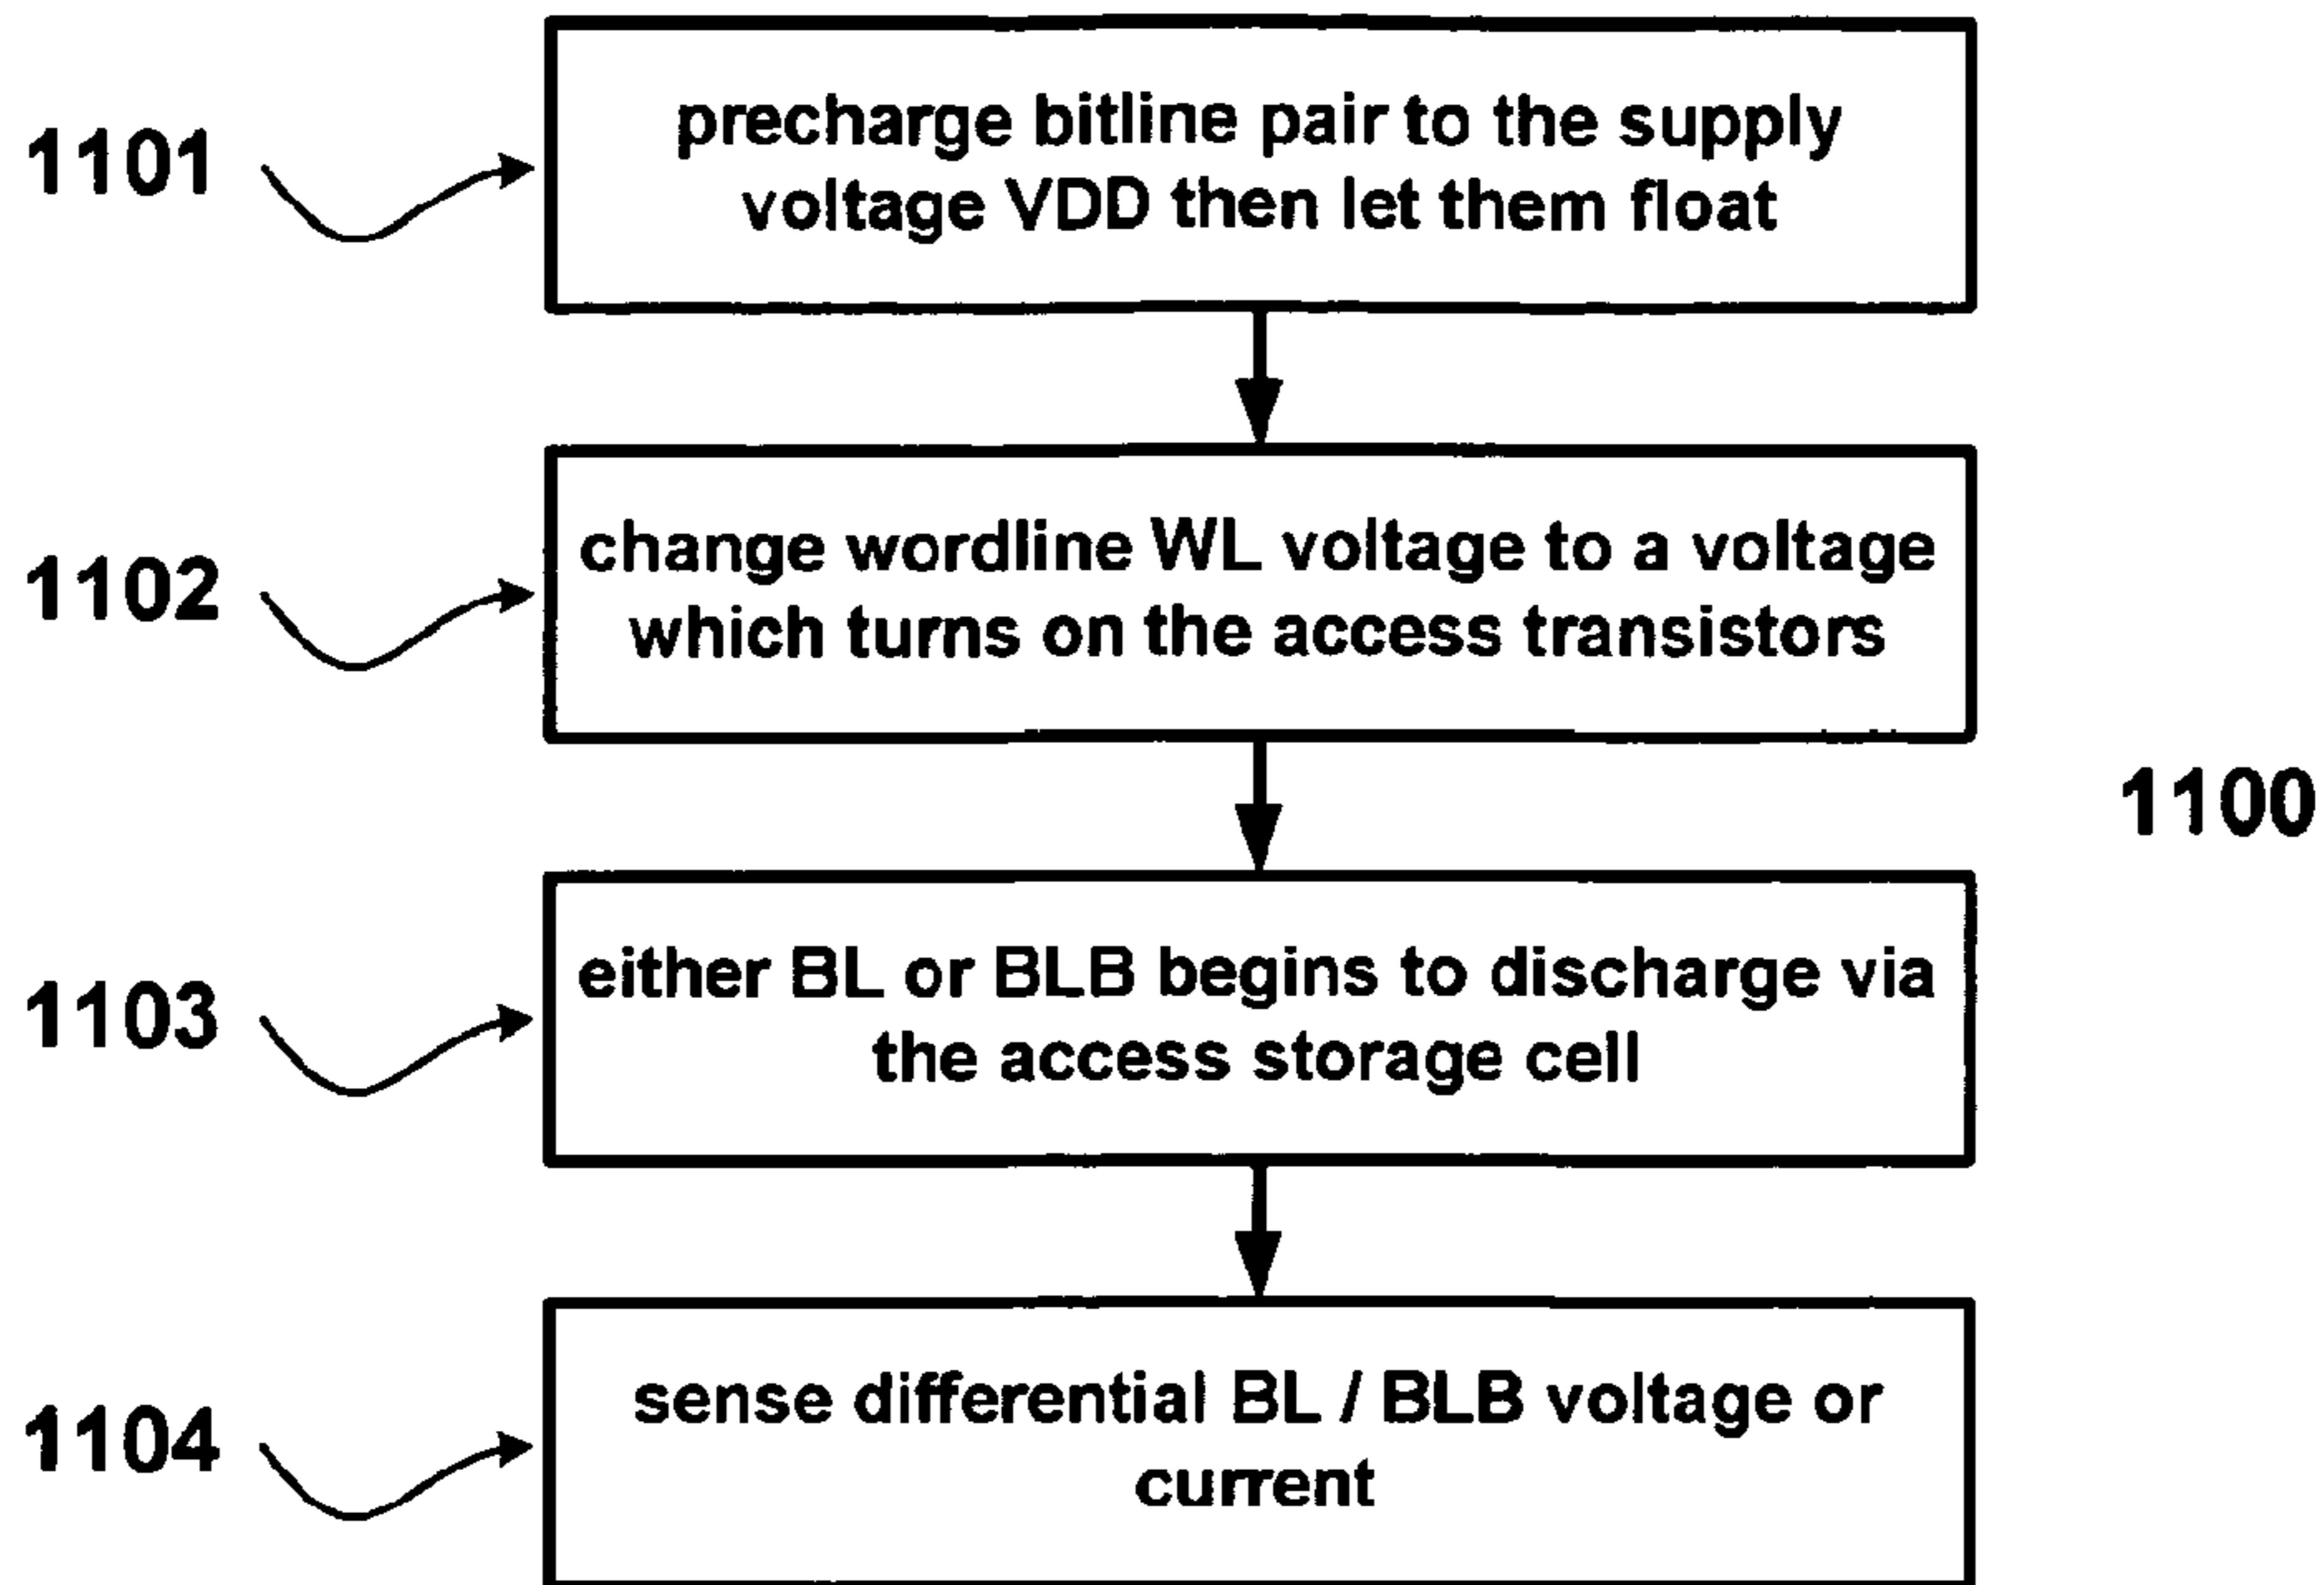 1101
precharge bitline pair to the supply
voltage VDD then let them float
1102
change wordline WL voltage to a voltage
which turns on the access transistors
1100
1103
either BL or BLB begins to discharge via
the access storage cell
1104
sense differential BL / BLB voltage or
current